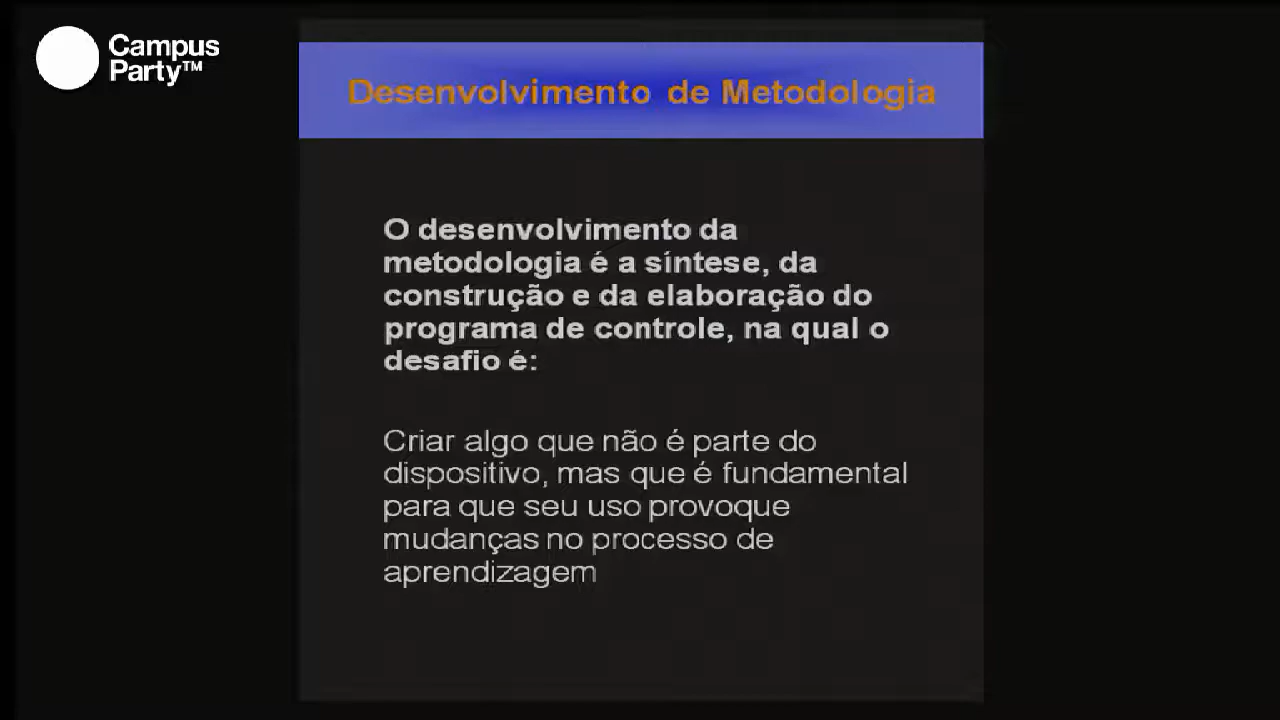 Campus
Party™
Desenvolvimento de Metodologia
O desenvolvimento da
metodologia é a síntese, da
construção e da elaboração do
programa de controle, na qual o
desafio é:
Criar algo que não é parte do
dispositivo, mas que é fundamental
para que seu uso provoque
mudanças no processo de
aprendizagem